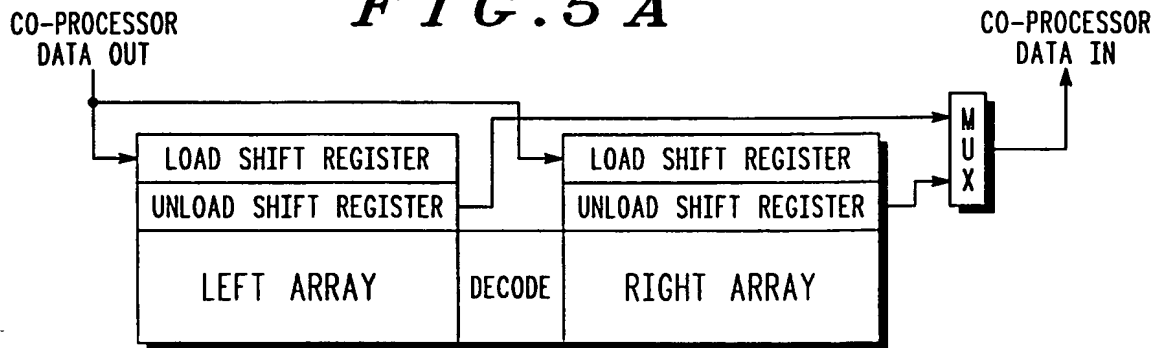 FIG.5A
CO-PROCESSOR
DATA OUT
CO-PROCESSOR
DATA IN
LOAD SHIFT REGISTER
UNLOAD SHIFT REGISTER
LEFT ARRAY
DECODE
LOAD SHIFT REGISTER
UNLOAD SHIFT REGISTER
RIGHT ARRAY
MUX